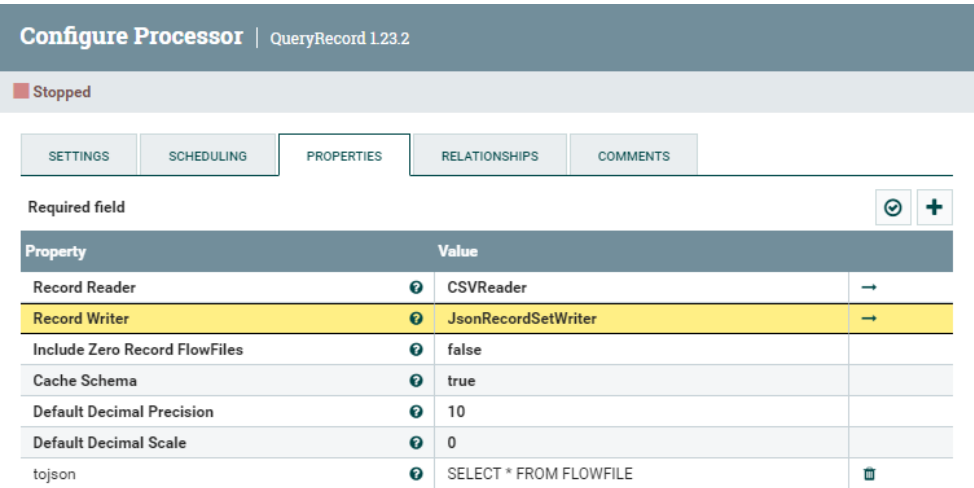 Configure Processor | QueryRecord 1.23.2
Stopped
SETTINGS SCHEDULING PROPERTIES RELATIONSHIPS COMMENTS
Required field
Property Value
Record Reader CSVReader
Record Writer JsonRecordSetWriter
Include Zero Record FlowFiles false
Cache Schema true
Default Decimal Precision 10
Default Decimal Scale 0
tojson SELECT * FROM FLOWFILE